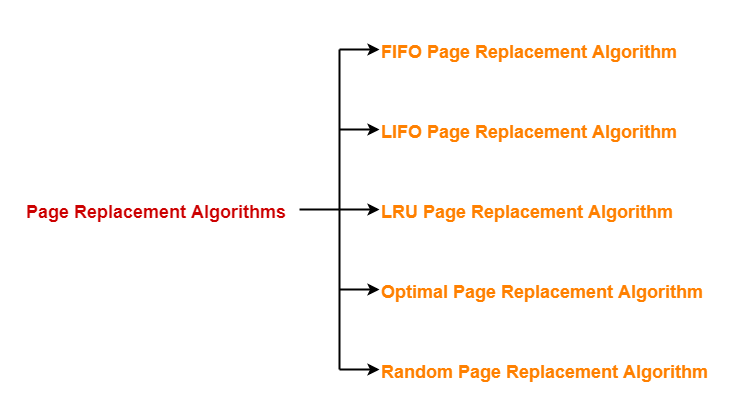 FIFO Page Replacement Algorithm
LIFO Page Replacement Algorithm
Page Replacement Algorithms
LRU Page Replacement Algorithm
Optimal Page Replacement Algorithm
Random Page Replacement Algorithm